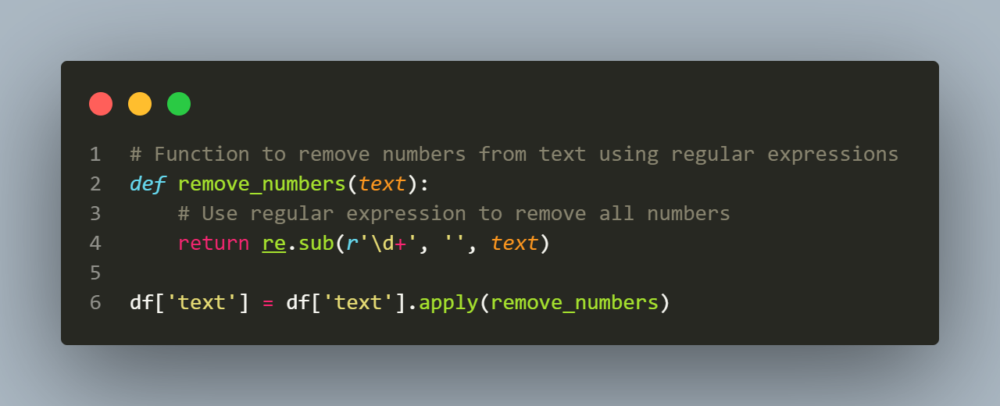 1 # Function to remove numbers from text using regular expressions
2 def remove_numbers(text):
3     # Use regular expression to remove all numbers
4     return re.sub(r'\d+', '', text)
5
6 df['text'] = df['text'].apply(remove_numbers)